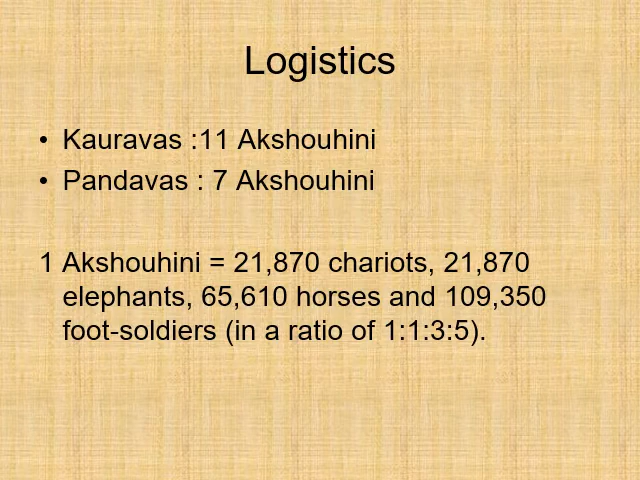 Logistics
• Kauravas :11 Akshouhini
• Pandavas : 7 Akshouhini
1 Akshouhini = 21,870 chariots, 21,870
elephants, 65,610 horses and 109,350
foot-soldiers (in a ratio of 1:1:3:5).